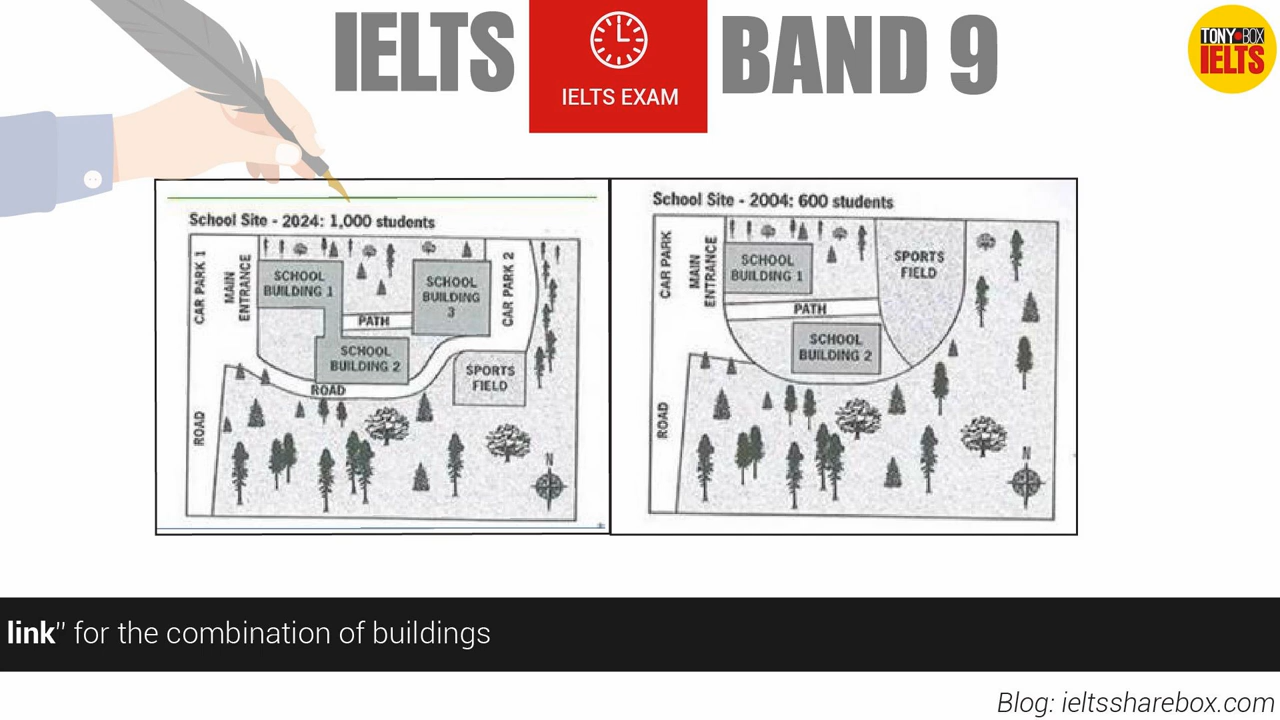 IELTS
IELTS EXAM
BAND 9
TONY BOX
IELTS
School Site - 2024: 1,000 students
CAR PARK 1
MAIN
ENTRANCE
SCHOOL
BUILDING 1
SCHOOL
BUILDING
3
CAR PARK 2
PATH
SCHOOL
BUILDING 2
SPORTS
FIELD
ROAD
ROAD
N
School Site - 2004: 600 students
CAR PARK
MAIN
ENTRANCE
SCHOOL
BUILDING 1
SPORTS
FIELD
PATH
SCHOOL
BUILDING 2
ROAD
N
link" for the combination of buildings
Blog: ieltssharebox.com